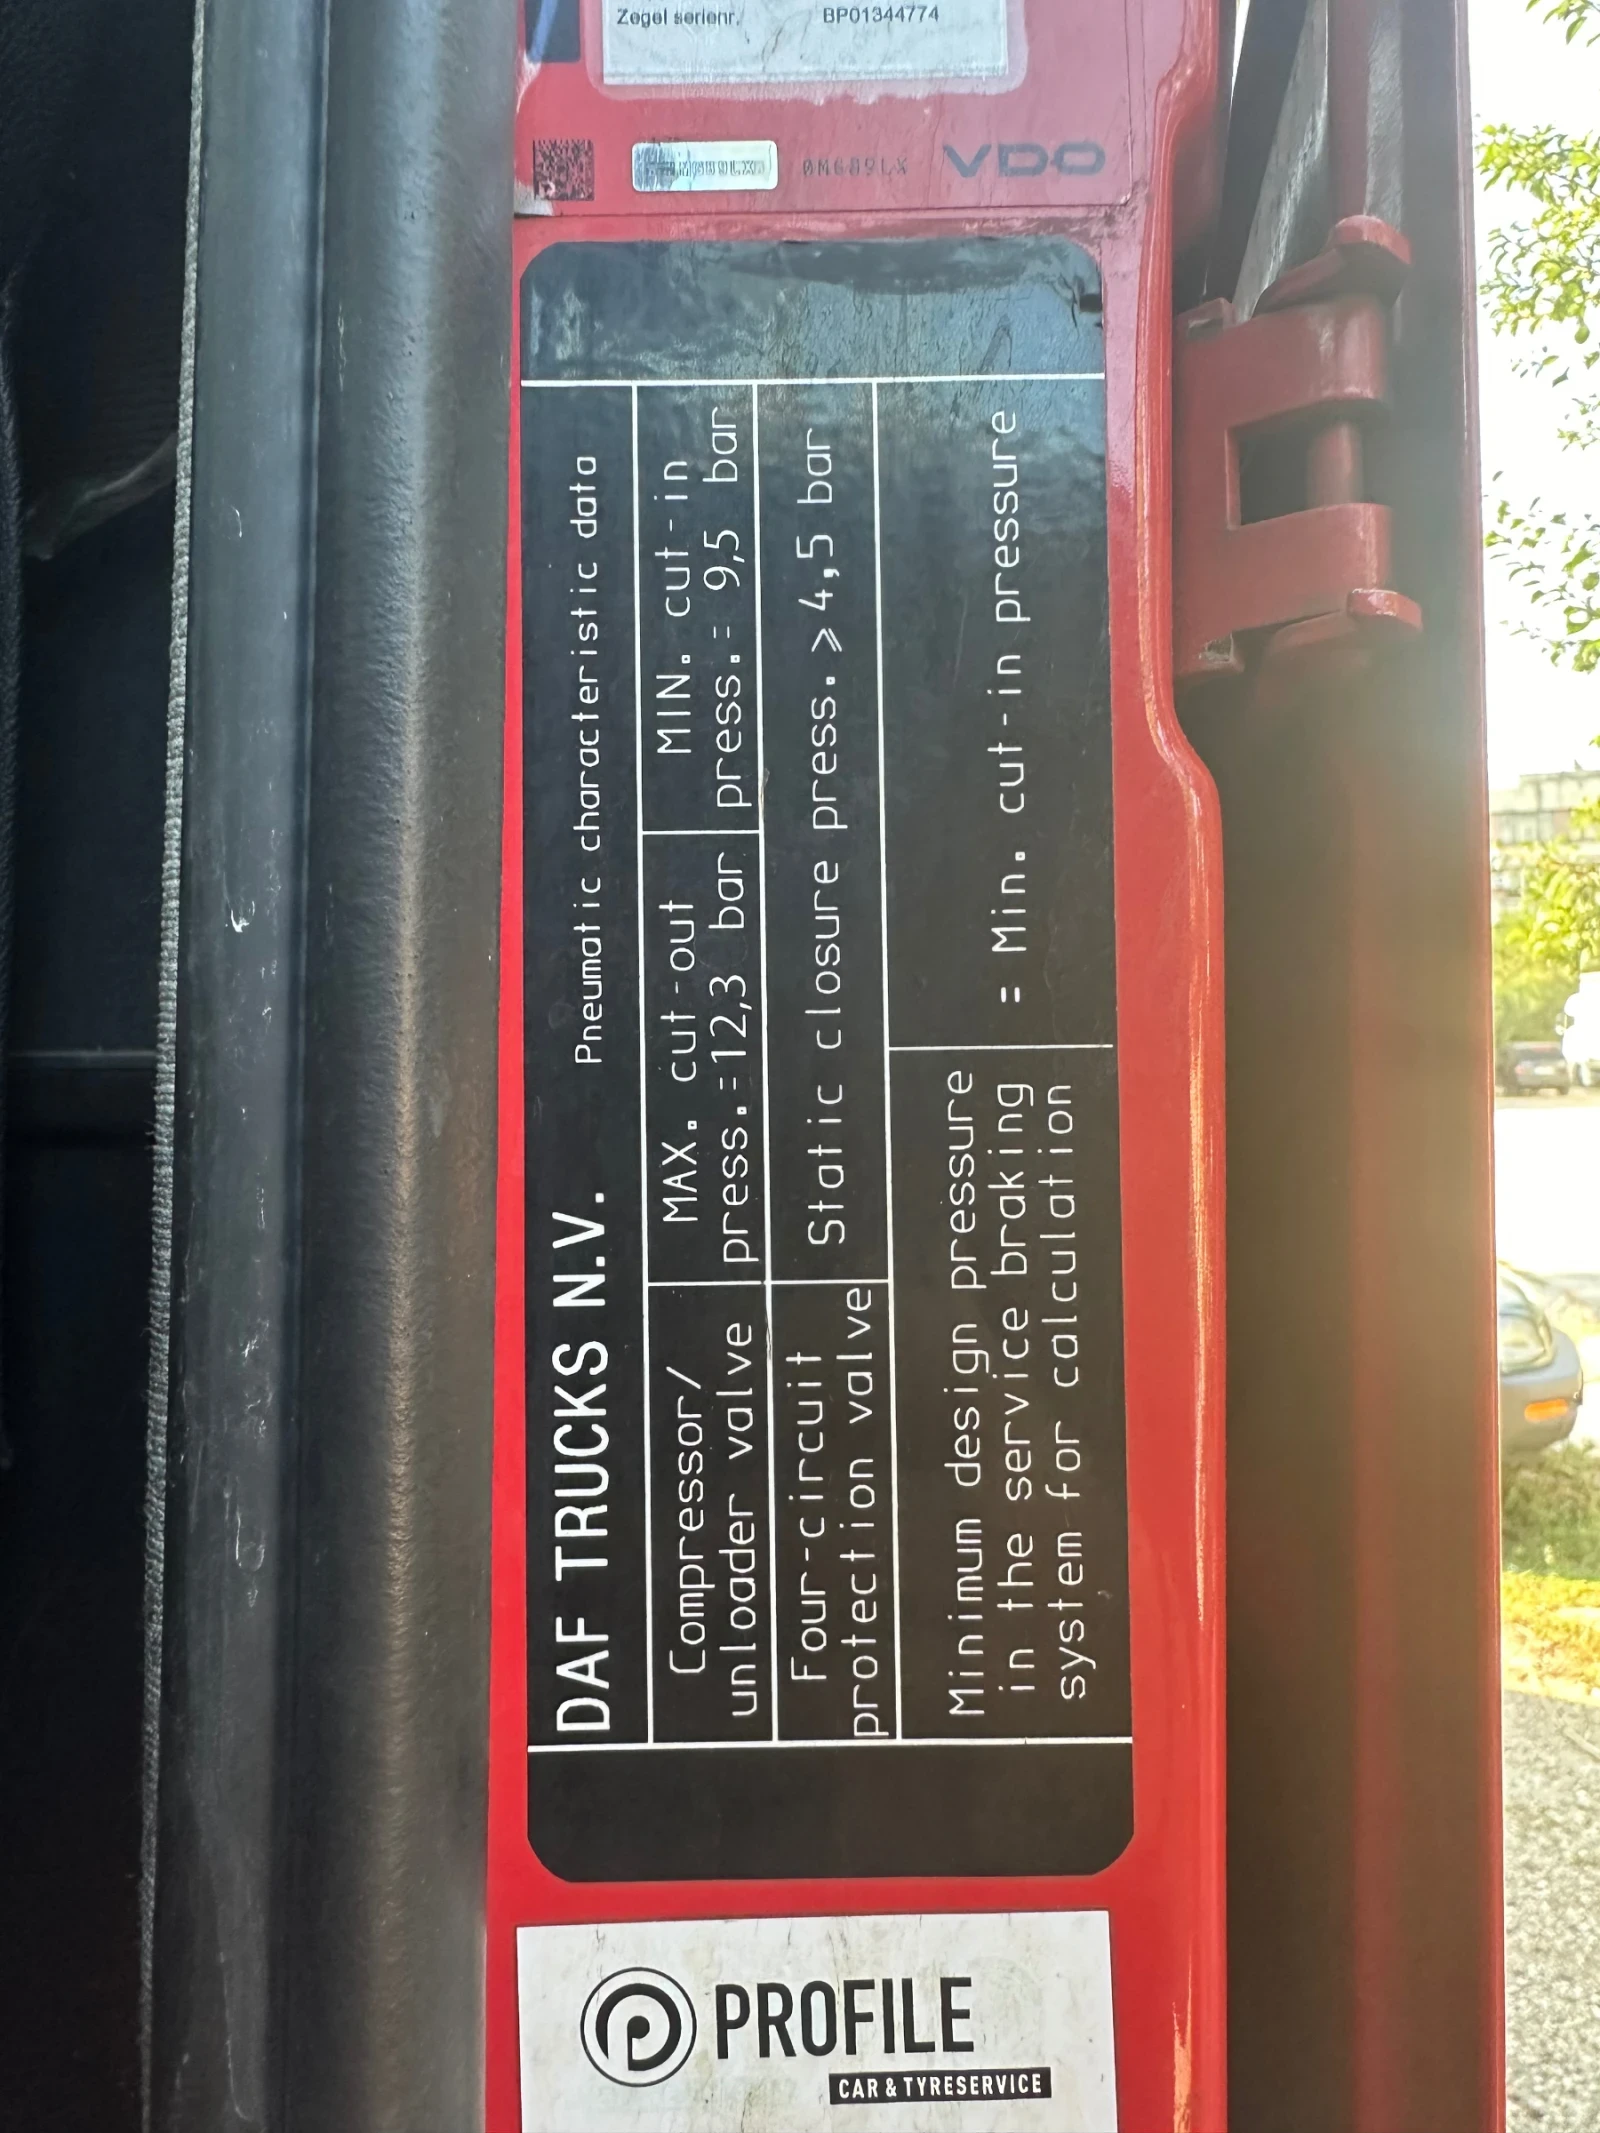 Zegel serienr. BP01344774
0M689LX VDO
DAF TRUCKS N.V. Pneumatic characteristic data
Compressor/
unloader valve
MAX. cut-out
press.=12,3 bar
MIN. cut-in
press.= 9,5 bar
Four-circuit
protection valve
Static closure press.⩾4,5 bar
Minimum design pressure
in the service braking
system for calculation
= Min. cut-in pressure
PROFILE
CAR & TYRESERVICE